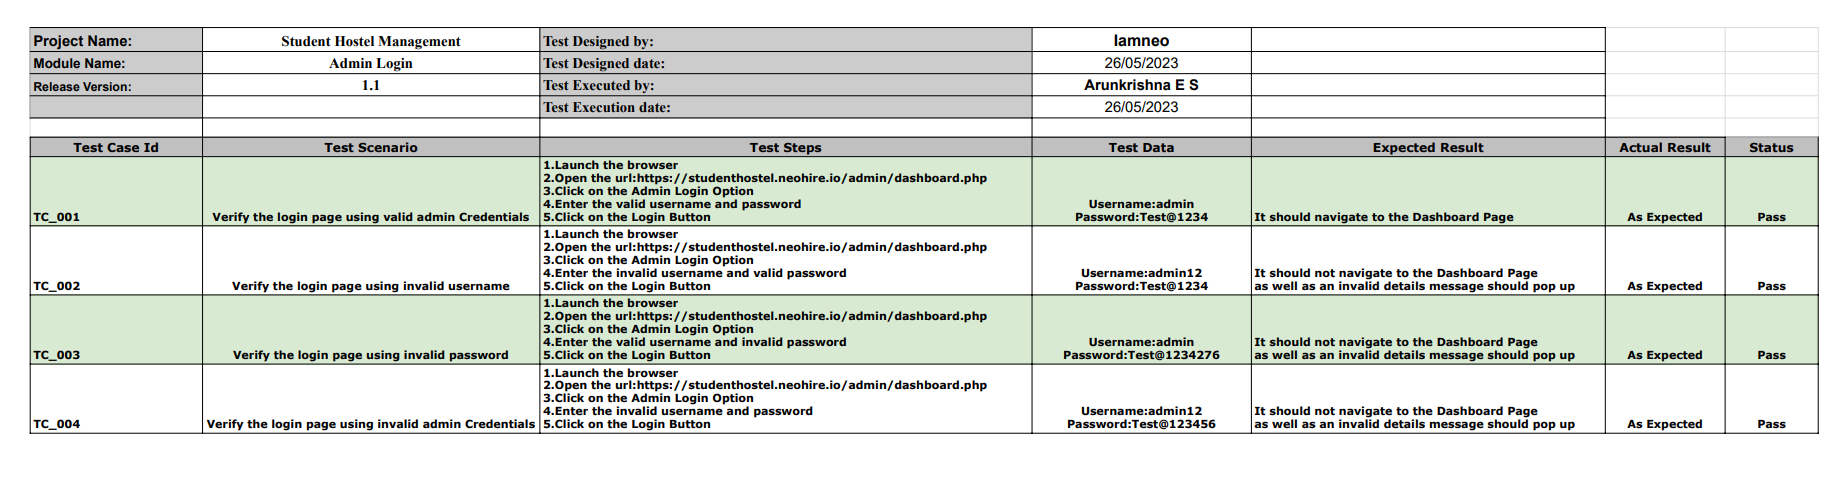 Project Name: Student Hostel Management Test Designed by: Iamneo
Module Name: Admin Login Test Designed date: 26/05/2023
Release Version: 1.1 Test Executed by: Arunkrishna E S
Test Execution date: 26/05/2023
Test Case Id Test Scenario Test Steps Test Data Expected Result Actual Result Status
1.Launch the browser
2.Open the url:https://studenthostel.neohire.io/admin/dashboard.php
3.Click on the Admin Login Option
4.Enter the valid username and password Username:admin
TC_001 Verify the login page using valid admin Credentials 5.Click on the Login Button Password:Test@1234 It should navigate to the Dashboard Page As Expected Pass
1.Launch the browser
2.Open the url:https://studenthostel.neohire.io/admin/dashboard.php
3.Click on the Admin Login Option
4.Enter the invalid username and valid password Username:admin12 It should not navigate to the Dashboard Page
TC_002 Verify the login page using invalid username 5.Click on the Login Button Password:Test@1234 as well as an invalid details message should pop up As Expected Pass
1.Launch the browser
2.Open the url:https://studenthostel.neohire.io/admin/dashboard.php
3.Click on the Admin Login Option
4.Enter the valid username and invalid password Username:admin It should not navigate to the Dashboard Page
TC_003 Verify the login page using invalid password 5.Click on the Login Button Password:Test@1234276 as well as an invalid details message should pop up As Expected Pass
1.Launch the browser
2.Open the url:https://studenthostel.neohire.io/admin/dashboard.php
3.Click on the Admin Login Option
4.Enter the invalid username and password Username:admin12 It should not navigate to the Dashboard Page
TC_004 Verify the login page using invalid admin Credentials 5.Click on the Login Button Password:Test@123456 as well as an invalid details message should pop up As Expected Pass